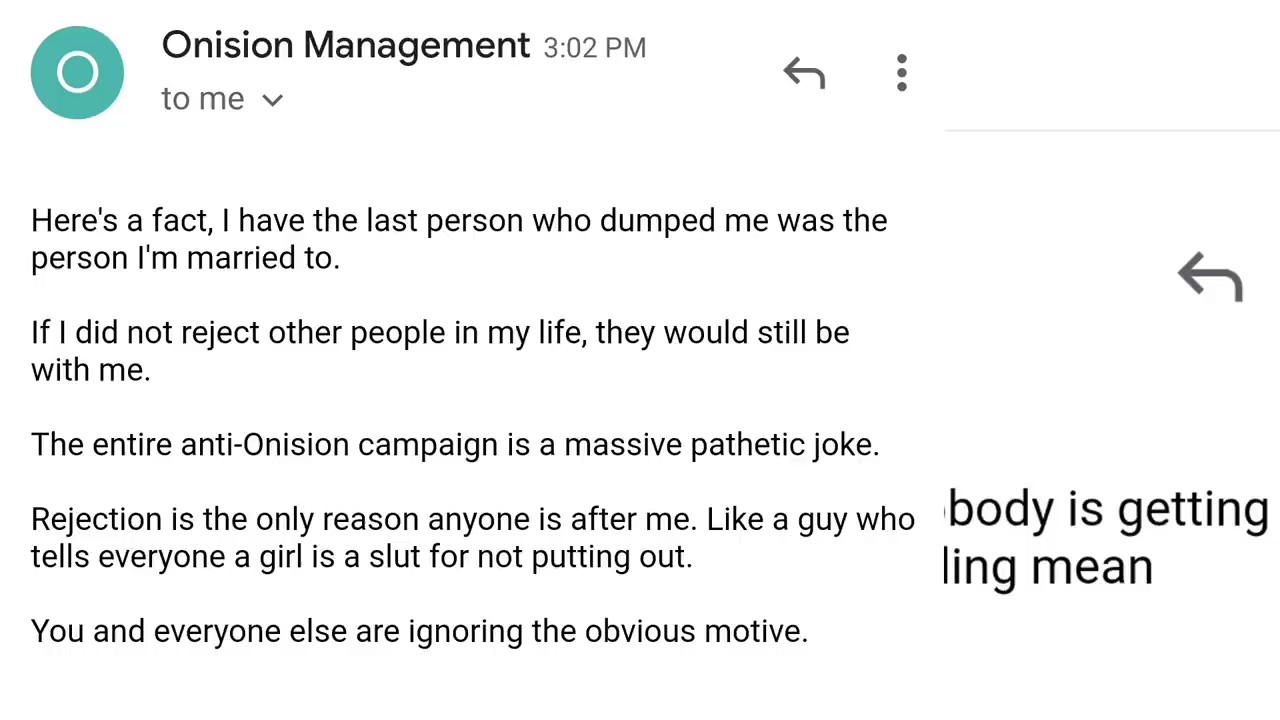 O
Onision Management 3:02 PM
to me
Here's a fact, I have the last person who dumped me was the
person I'm married to.
If I did not reject other people in my life, they would still be
with me.
The entire anti-Onision campaign is a massive pathetic joke.
Rejection is the only reason anyone is after me. Like a guy who
tells everyone a girl is a slut for not putting out.
You and everyone else are ignoring the obvious motive.
body is getting
ling mean